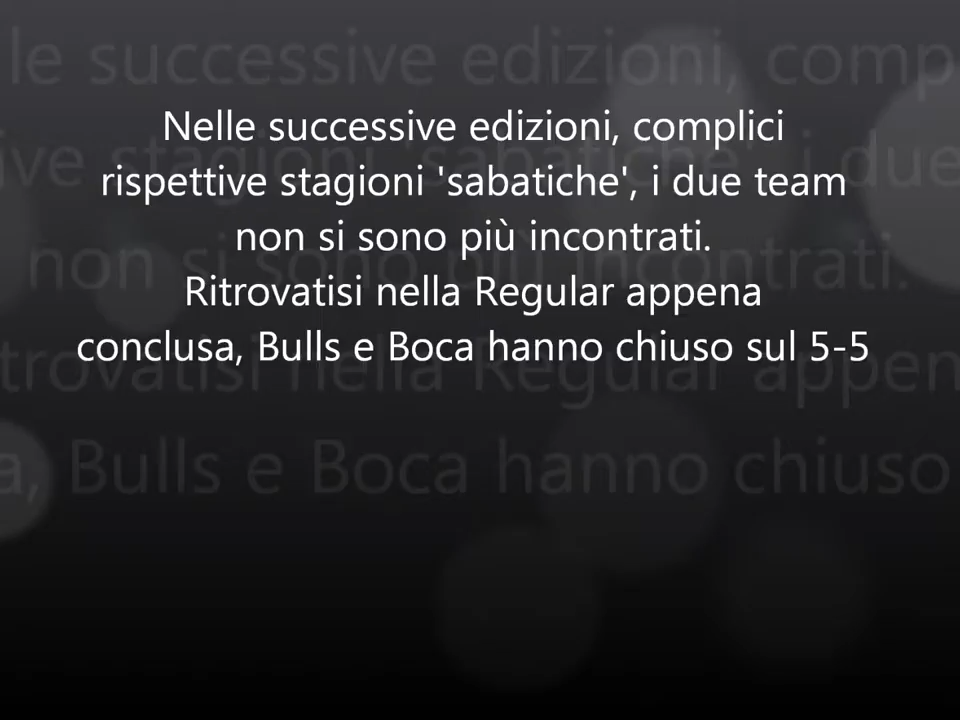 Nelle successive edizioni, complici
rispettive stagioni 'sabatiche', i due team
non si sono più incontrati.
Ritrovatisi nella Regular appena
conclusa, Bulls e Boca hanno chiuso sul 5-5